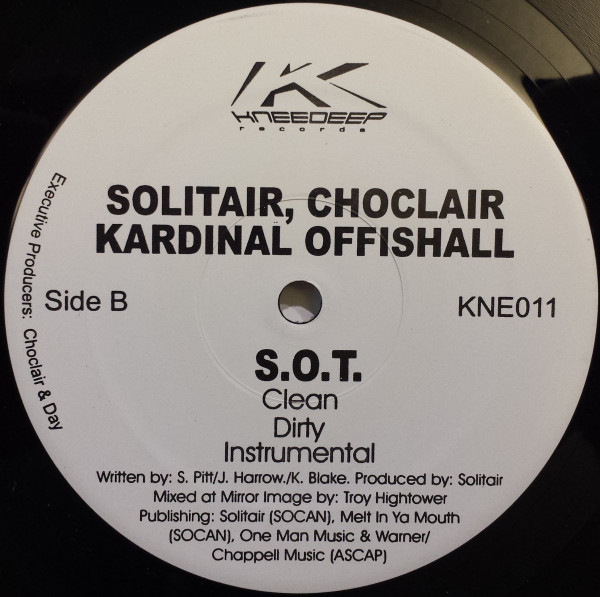 KNEEDEEP
records
SOLITAIR, CHOCLAIR
KARDINAL OFFISHALL
Executive Producers: Choclair & Day
Side B
KNE011
S.O.T.
Clean
Dirty
Instrumental
Written by: S. Pitt/J. Harrow./K. Blake. Produced by: Solitair
Mixed at Mirror Image by: Troy Hightower
Publishing: Solitair (SOCAN), Melt In Ya Mouth
(SOCAN), One Man Music & Warner/
Chappell Music (ASCAP)